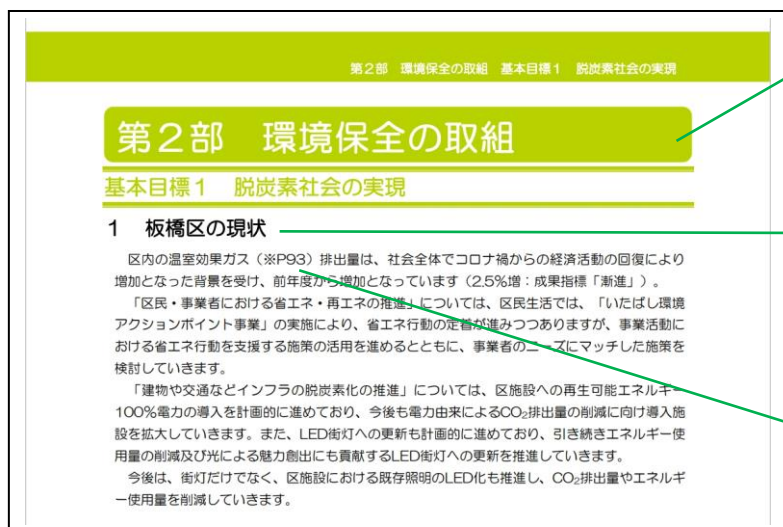 第2部 環境保全の取組 基本目標1 脱炭素社会の実現
第2部 環境保全の取組
基本目標1 脱炭素社会の実現
1 板橋区の現状
区内の温室効果ガス(※P93)排出量は、社会全体でコロナ禍からの経済活動の回復により
増加となった背景を受け、前年度から増加となっています(2.5%増:成果指標「漸進」)。
「区民・事業者における省エネ・再エネの推進」については、区民生活では、「いたばし環境
アクションポイント事業」の実施により、省エネ行動の定着が進みつつありますが、事業活動に
おける省エネ行動を支援する施策の活用を進めるとともに、事業者のニーズにマッチした施策を
検討していきます。
「建物や交通などインフラの脱炭素化の推進」については、区施設への再生可能エネルギー
100%電力の導入を計画的に進めており、今後も電力由来によるCO₂排出量の削減に向け導入施
設を拡大していきます。また、LED街灯への更新も計画的に進めており、引き続きエネルギー使
用量の削減及び光による魅力創出にも貢献するLED街灯への更新を推進していきます。
今後は、街灯だけでなく、区施設における既存照明のLED化も推進し、CO₂排出量やエネルギ
ー使用量を削減していきます。